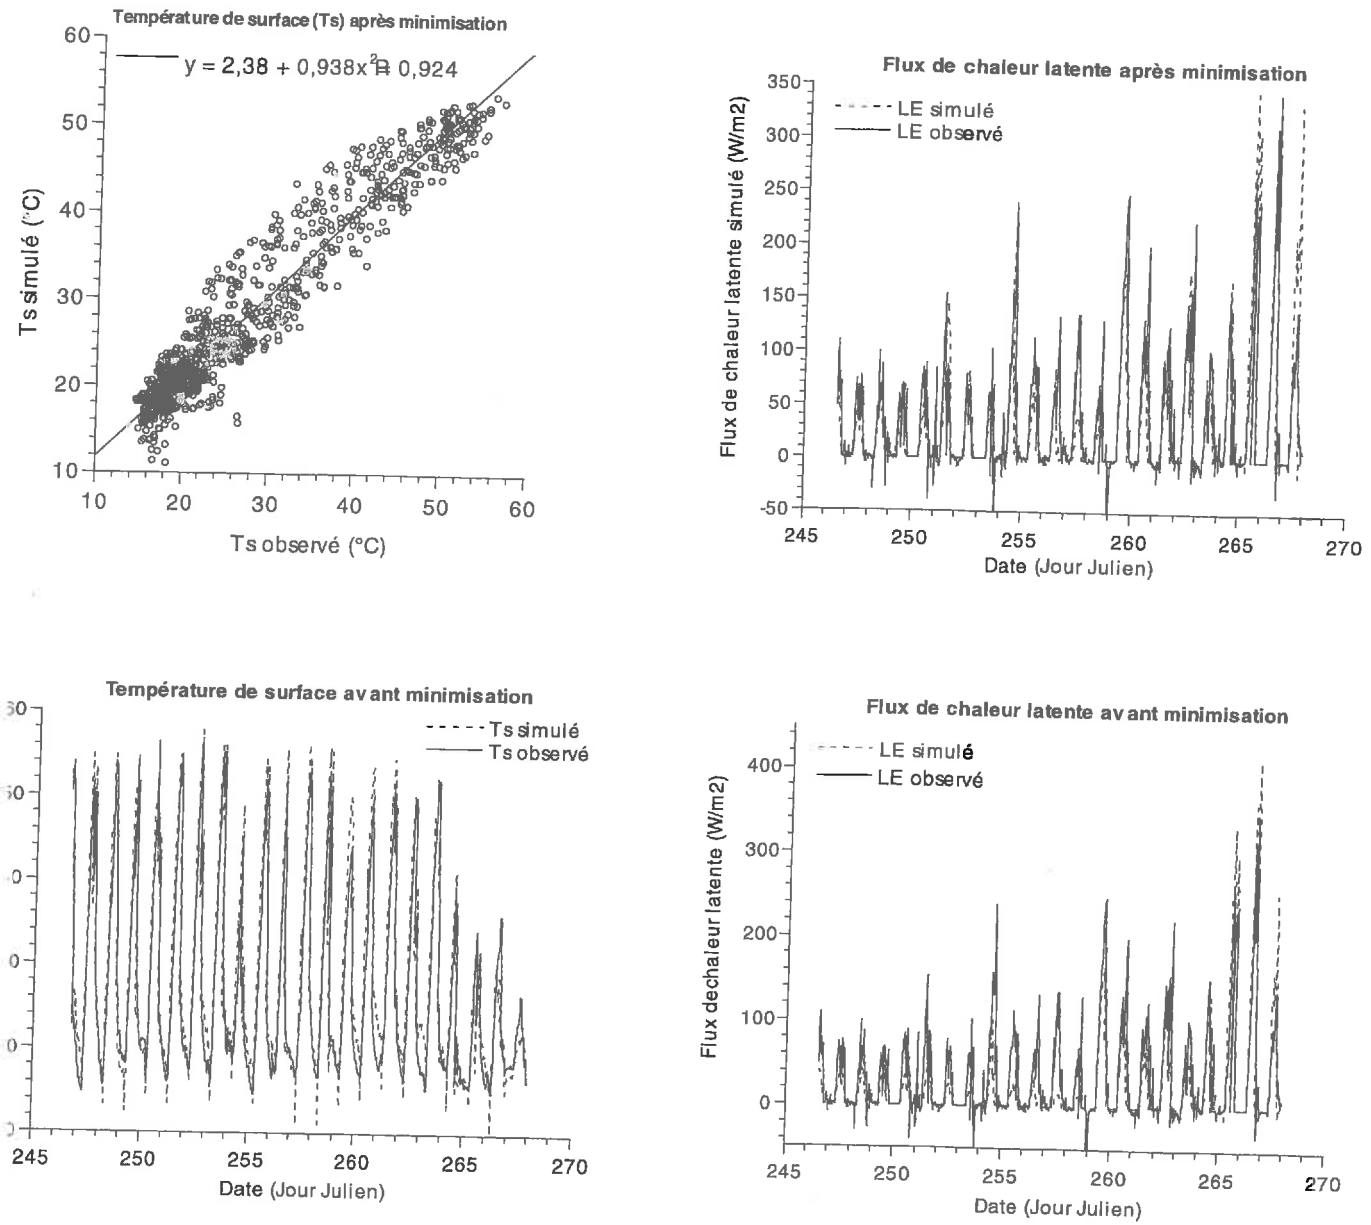 Température de surface (Ts) après minimisation
60
y = 2,38 + 0,938x R² = 0,924
50
40
30
20
10
Ts simulé (°C)
10 20 30 40 50 60
Ts observé (°C)
Flux de chaleur latente après minimisation
350
LE simulé
LE observé
300
250
200
150
100
50
0
-50
Flux de chaleur latente simulé (W/m2)
245 250 255 260 265 270
Date (Jour Julien)
Température de surface avant minimisation
Ts simulé
Ts observé
245 250 255 260 265 270
Date (Jour Julien)
Flux de chaleur latente avant minimisation
LE simulé
LE observé
400
300
200
100
0
Flux dechaleur latente (W/m2)
245 250 255 260 265 270
Date (Jour Julien)